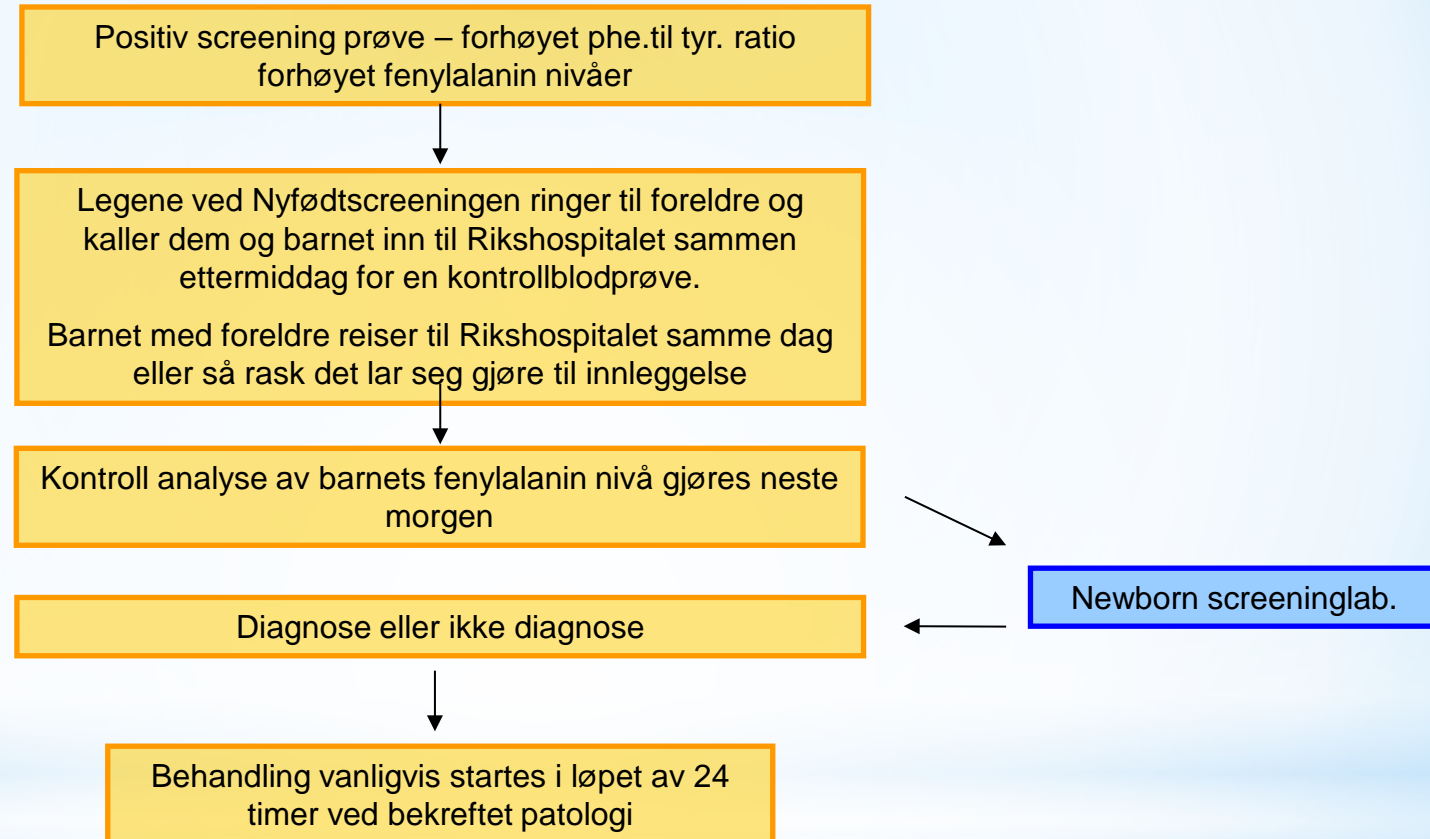 Positiv screening prøve – forhøyet phe.til tyr. ratio
forhøyet fenylalanin nivåer
Legene ved Nyfødtscreeningen ringer til foreldre og
kaller dem og barnet inn til Rikshospitalet sammen
ettermiddag for en kontrollblodprøve.
Barnet med foreldre reiser til Rikshospitalet samme dag
eller så rask det lar seg gjøre til innleggelse
Kontroll analyse av barnets fenylalanin nivå gjøres neste
morgen
Newborn screeninglab.
Diagnose eller ikke diagnose
Behandling vanligvis startes i løpet av 24
timer ved bekreftet patologi